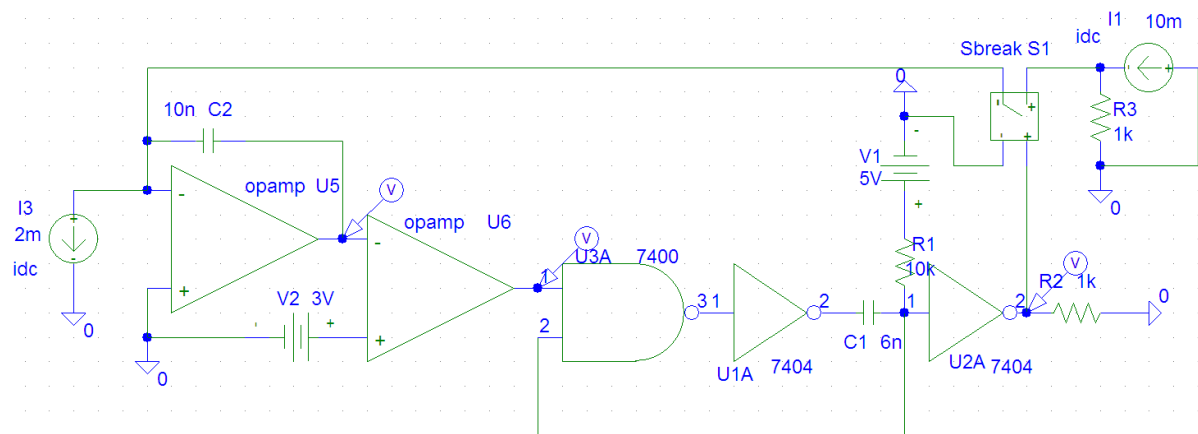 I1 10m
idc
Sbreak S1
0
10n C2
R3
1k
V1
5V
0
opamp U5
opamp U6
I3
2m
idc
0
V
V
V
V2 3V
0
U3A 7400
1
2
3
1
2
U1A 7404
C1 6n
R1
10k
1
2
U2A 7404
R2 1k
0